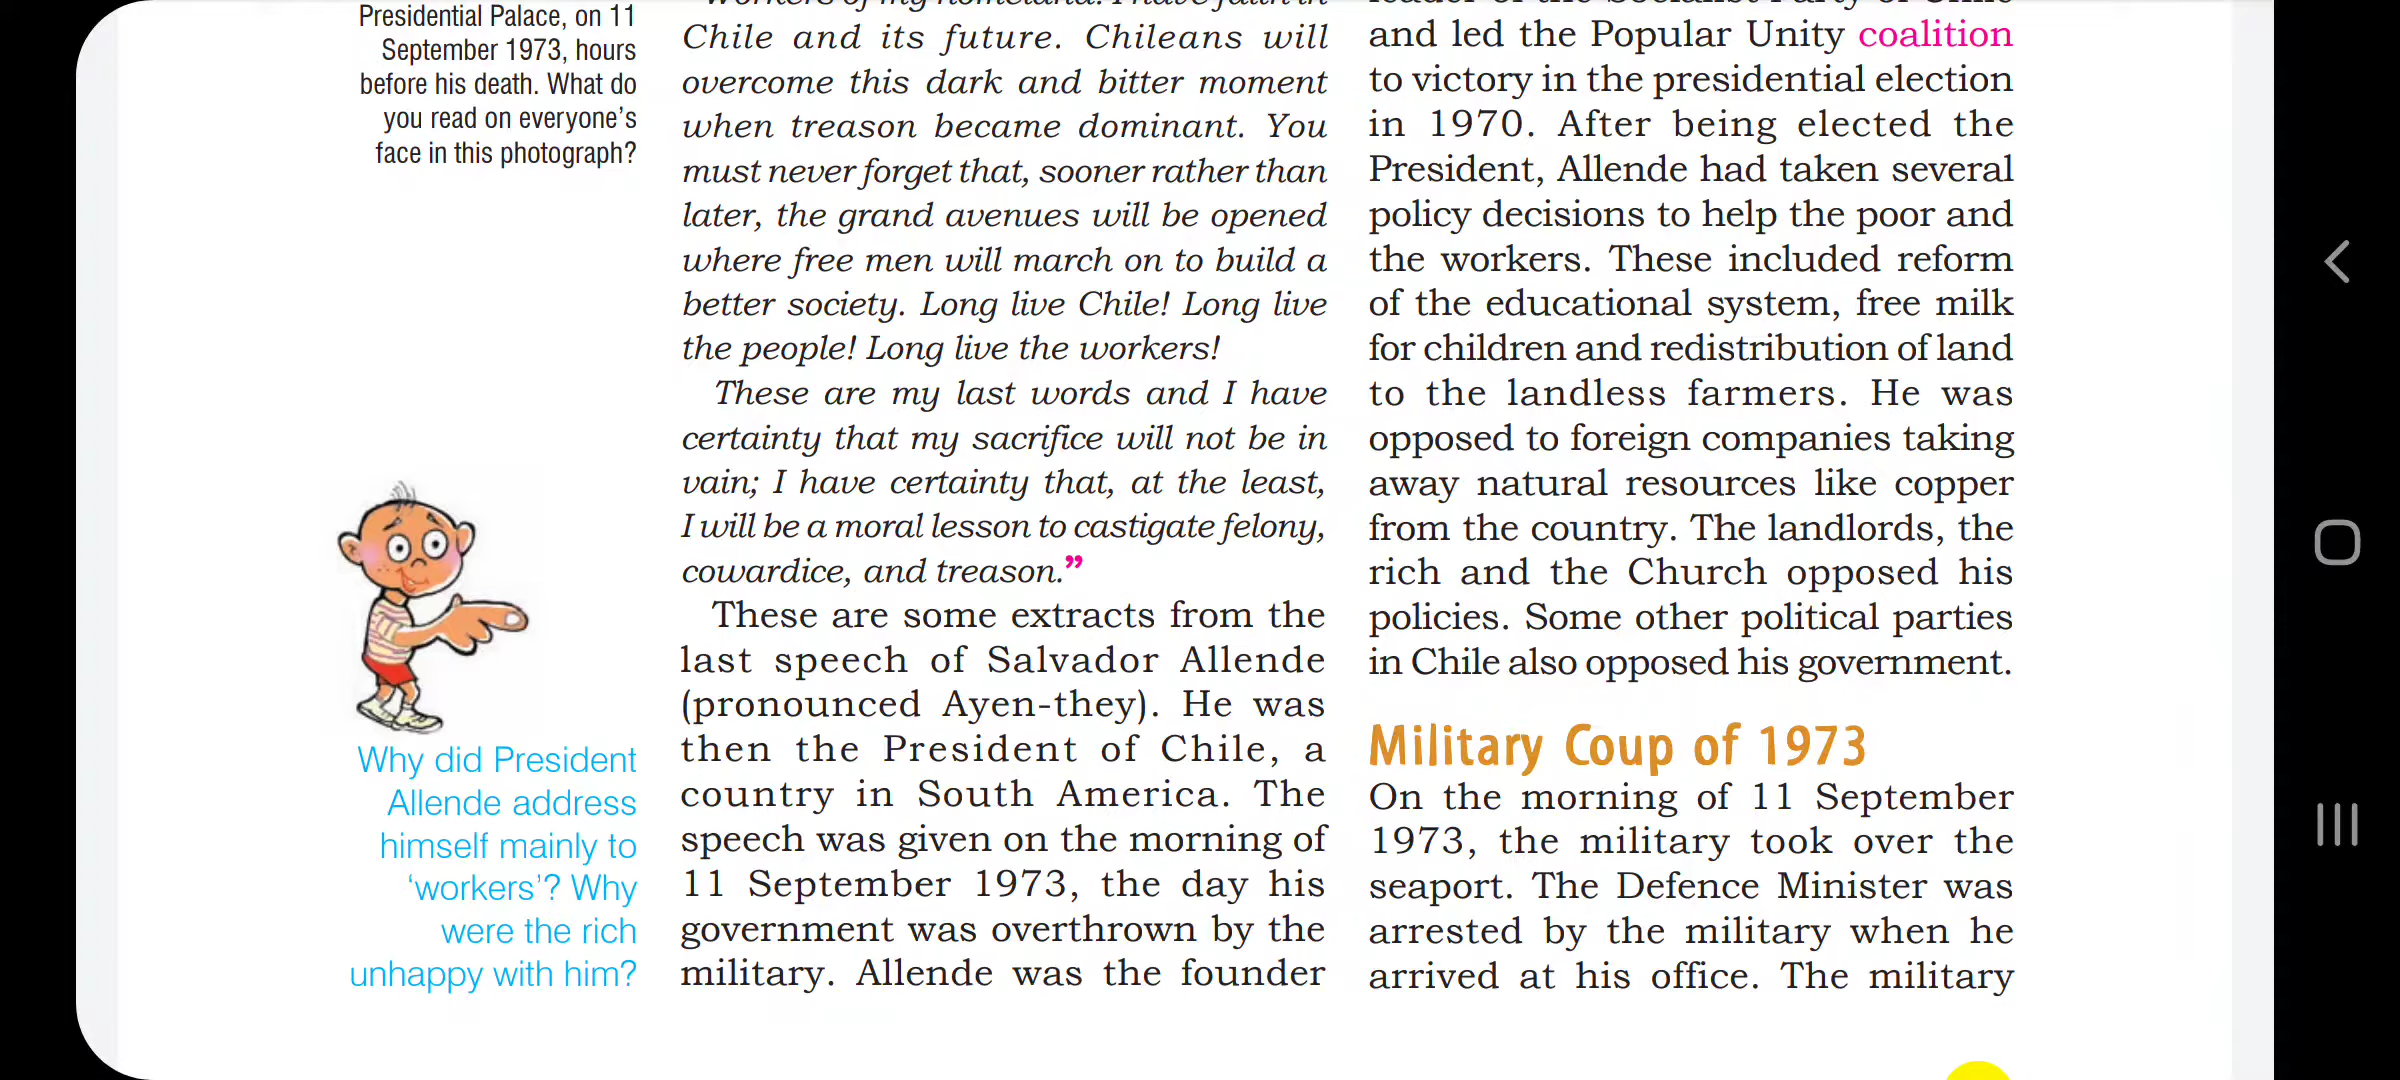 Presidential Palace, on 11
September 1973, hours
before his death. What do
you read on everyone's
face in this photograph?
Why did President
Allende address
himself mainly to
'workers'? Why
were the rich
unhappy with him?
Workers of my homeland! I have faith in
Chile and its future. Chileans will
overcome this dark and bitter moment
when treason became dominant. You
must never forget that, sooner rather than
later, the grand avenues will be opened
where free men will march on to build a
better society. Long live Chile! Long live
the people! Long live the workers!
These are my last words and I have
certainty that my sacrifice will not be in
vain; I have certainty that, at the least,
I will be a moral lesson to castigate felony,
cowardice, and treason.”
These are some extracts from the
last speech of Salvador Allende
(pronounced Ayen-they). He was
then the President of Chile, a
country in South America. The
speech was given on the morning of
11 September 1973, the day his
government was overthrown by the
military. Allende was the founder
leader of the Socialist Party of Chile
and led the Popular Unity coalition
to victory in the presidential election
in 1970. After being elected the
President, Allende had taken several
policy decisions to help the poor and
the workers. These included reform
of the educational system, free milk
for children and redistribution of land
to the landless farmers. He was
opposed to foreign companies taking
away natural resources like copper
from the country. The landlords, the
rich and the Church opposed his
policies. Some other political parties
in Chile also opposed his government.
Military Coup of 1973
On the morning of 11 September
1973, the military took over the
seaport. The Defence Minister was
arrested by the military when he
arrived at his office. The military